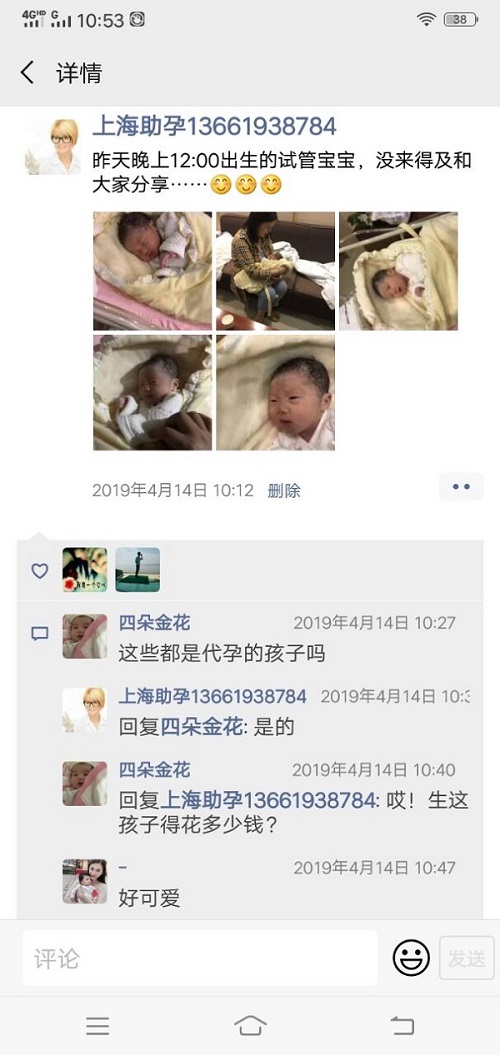 4GHD G 10:53 38
详情
上海助孕13661938784
昨天晚上12:00出生的试管宝宝，没来得及和
大家分享……😊😊😊
2019年4月14日 10:12 删除
四朵金花 2019年4月14日 10:27
这些都是代孕的孩子吗
上海助孕13661938784 2019年4月14日 10:3
回复四朵金花: 是的
四朵金花 2019年4月14日 10:40
回复上海助孕13661938784: 哎！生这
孩子得花多少钱？
- 2019年4月14日 10:47
好可爱
评论 发送